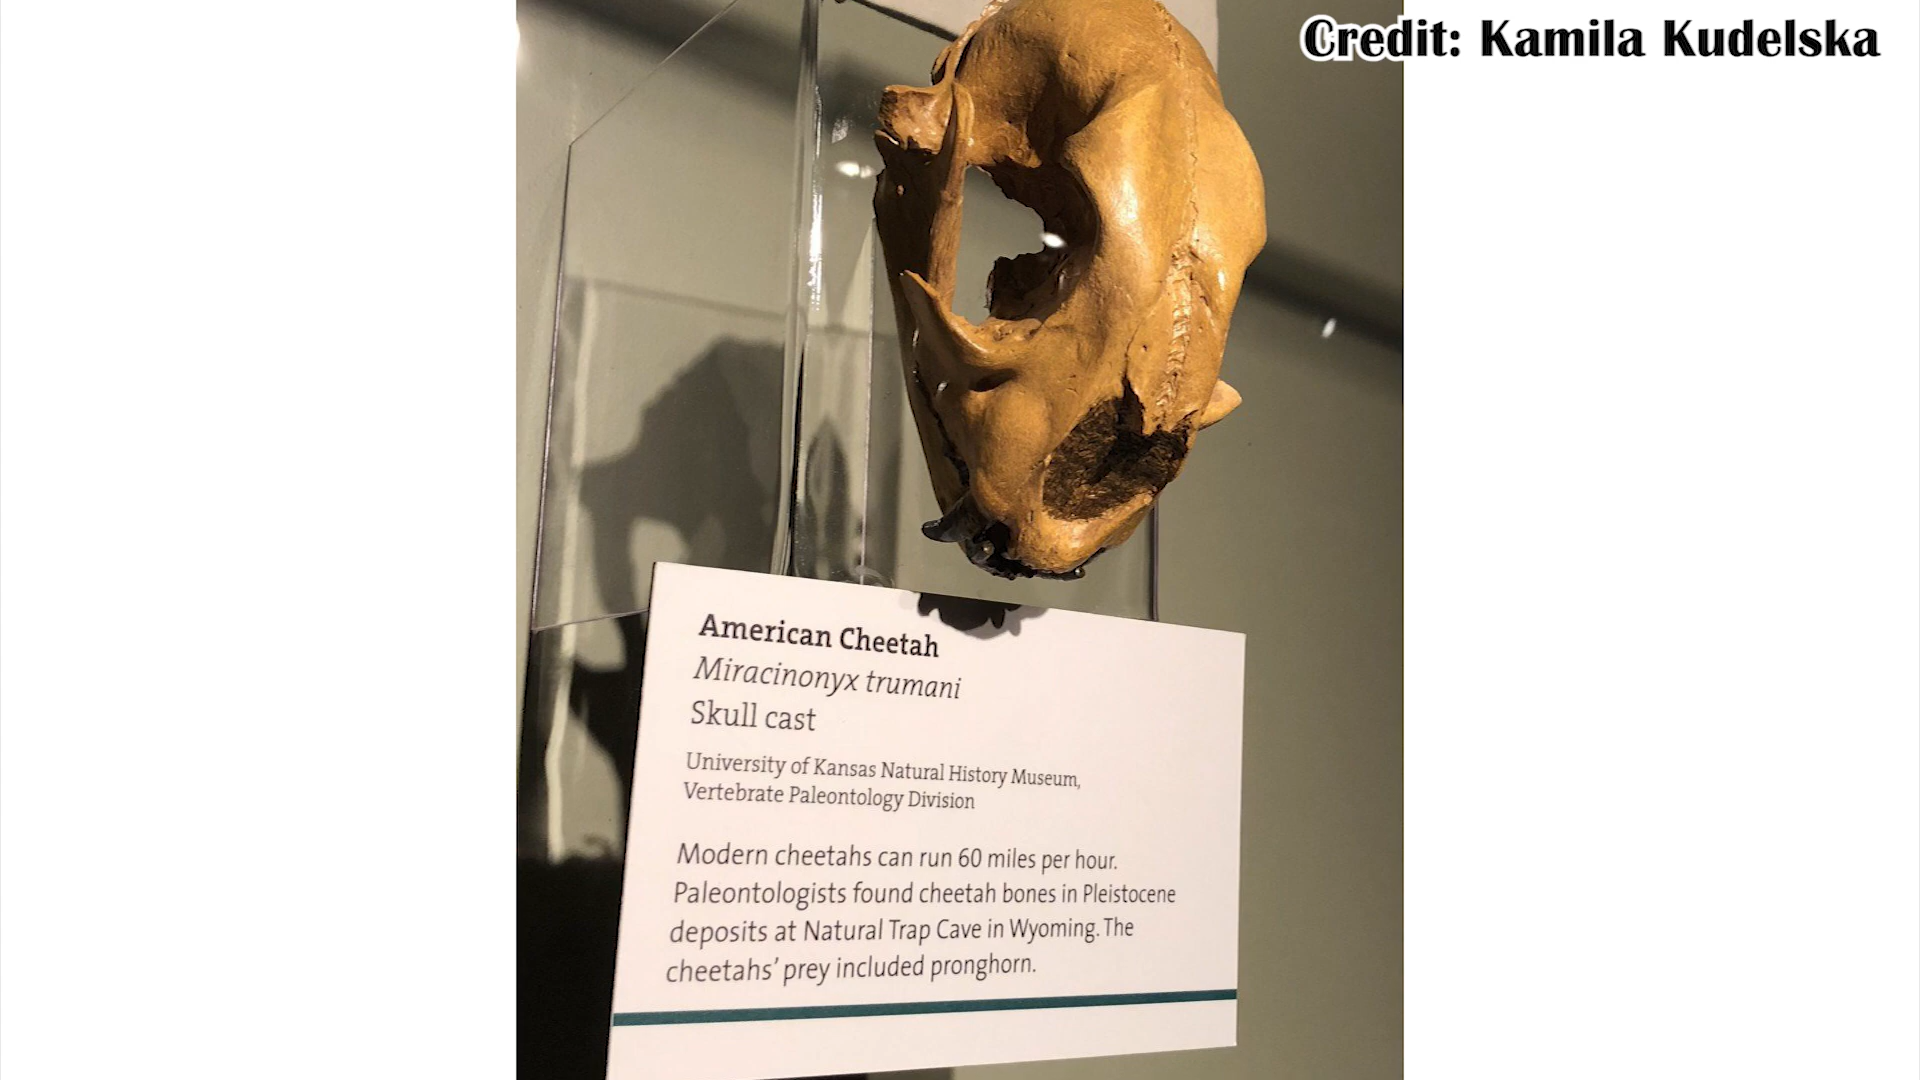 Credit: Kamila Kudelska
American Cheetah
Miracinonyx trumani
Skull cast
University of Kansas Natural History Museum,
Vertebrate Paleontology Division
Modern cheetahs can run 60 miles per hour.
Paleontologists found cheetah bones in Pleistocene
deposits at Natural Trap Cave in Wyoming. The
cheetahs' prey included pronghorn.